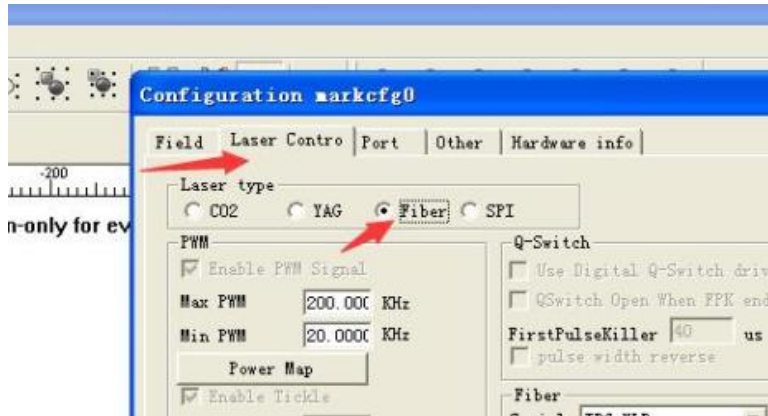 Configuration markcfg0
Field Laser Contro Port Other Hardware info
-200
Laser type
CO2 YAG Fiber SPI
n-only for ev
PWM
Enable PWM Signal
Max PWM 200.000 KHz
Min PWM 20.000 KHz
Power Map
Enable Tickle
Q-Switch
Use Digital Q-Switch driv
QSwitch Open When FPK end
FirstPulseKiller 40 us
pulse width reverse
Fiber